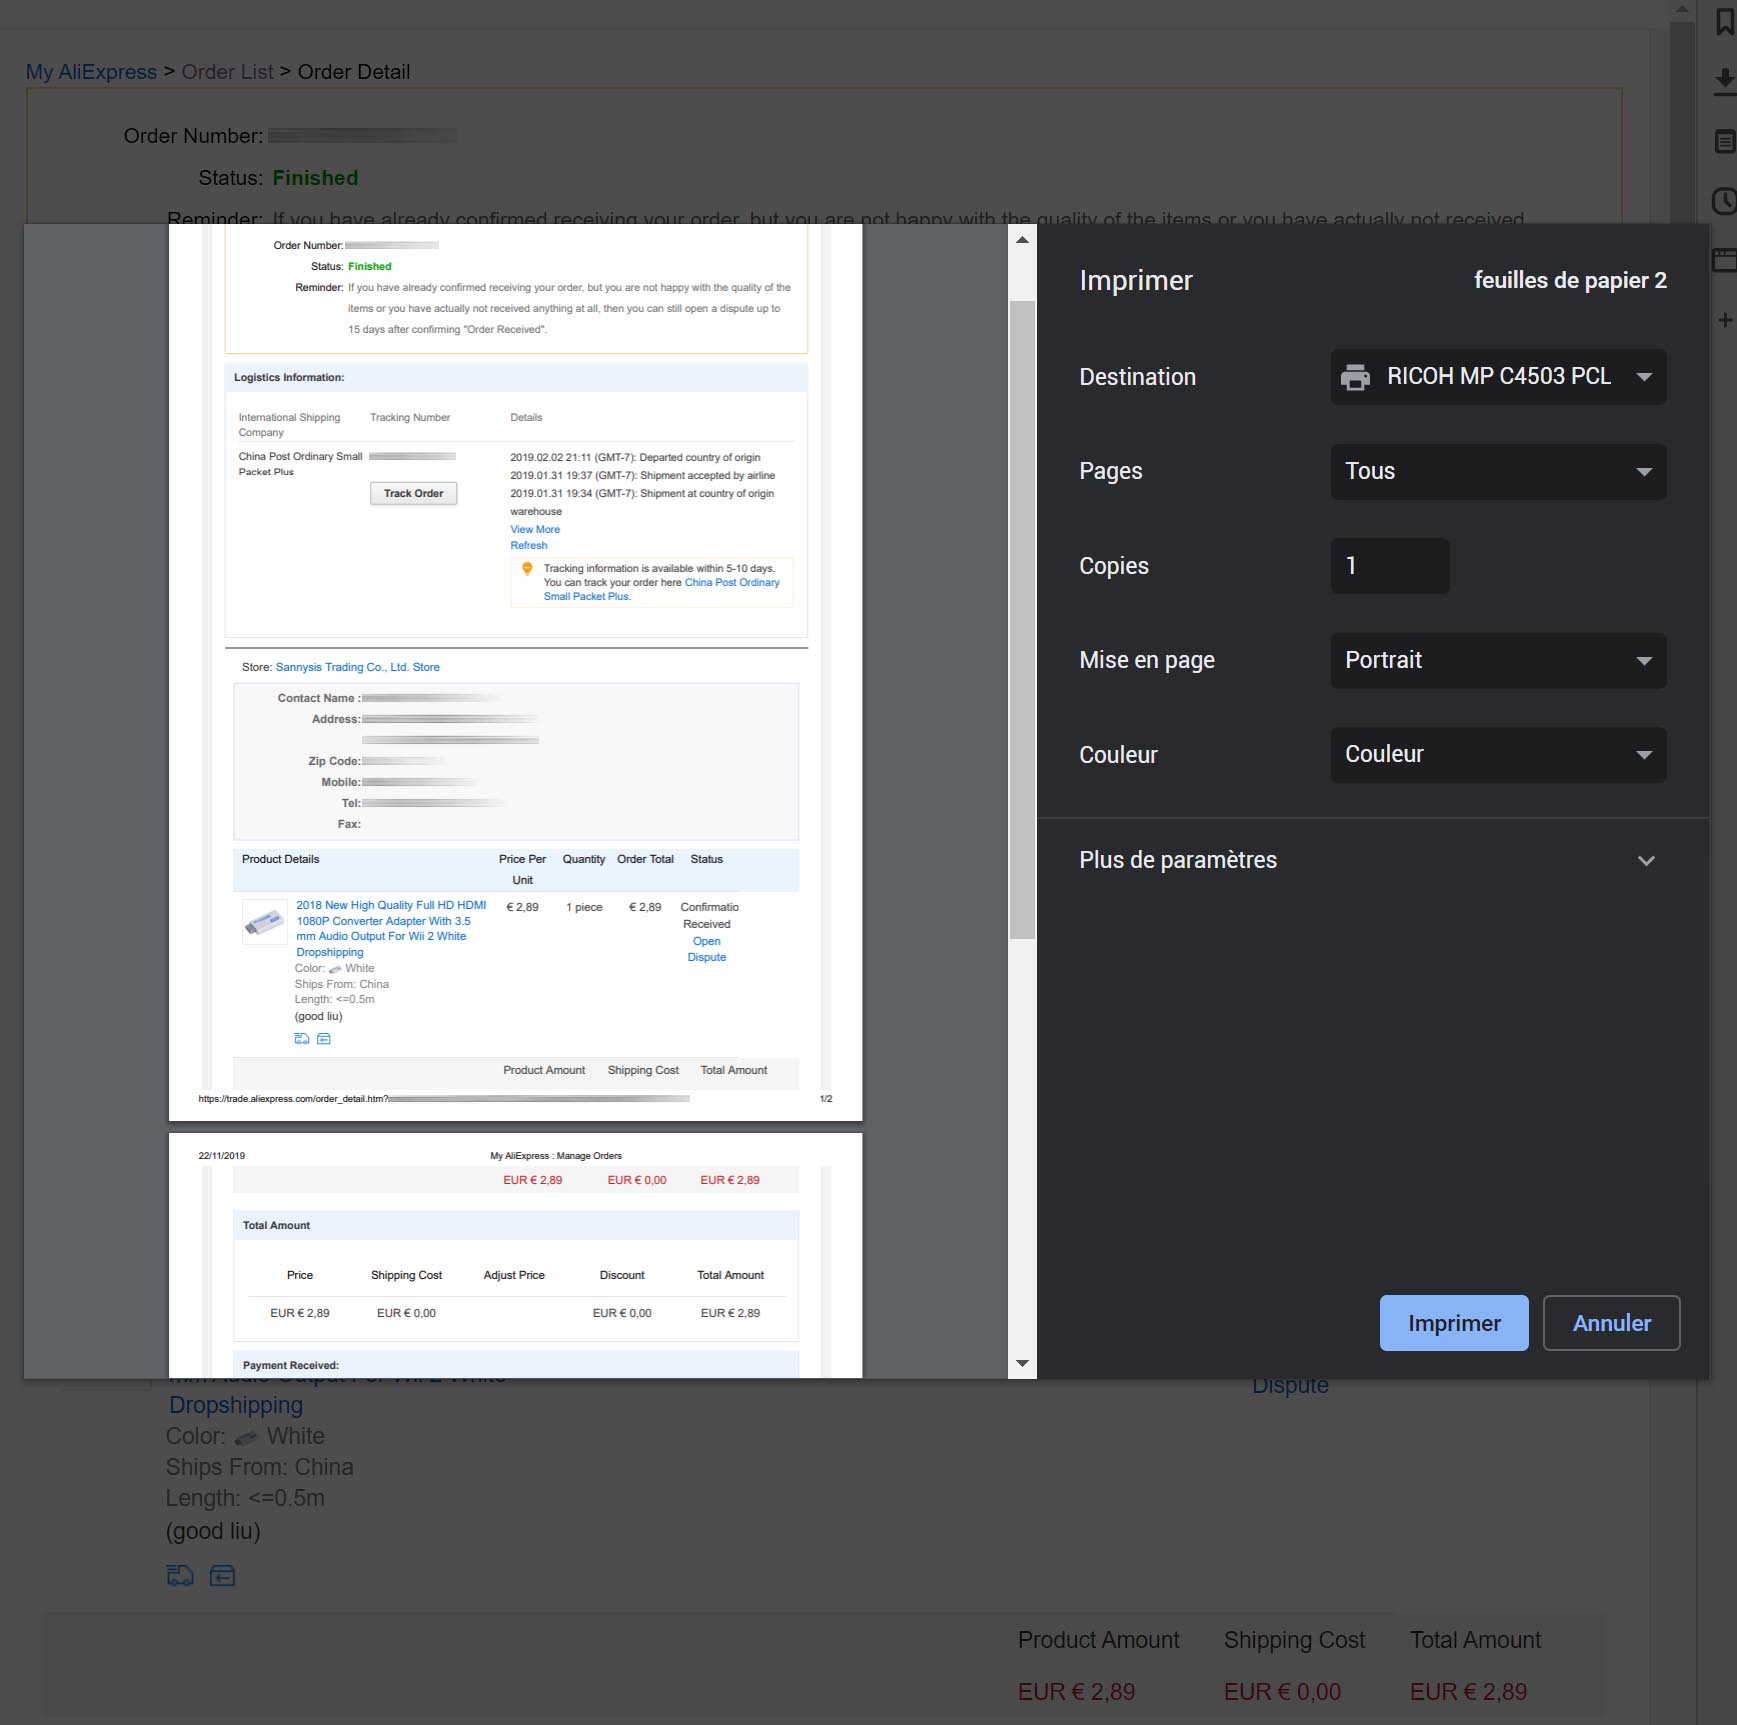 My AliExpress > Order List > Order Detail
Order Number:
Status: Finished
Reminder: If you have already confirmed receiving your order, but you are not happy with the quality of the items or you have actually not received
Order Number:
Status: Finished
Reminder: If you have already confirmed receiving your order, but you are not happy with the quality of the
items or you have actually not received anything at all, then you can still open a dispute up to
15 days after confirming "Order Received".
Logistics Information:
International Shipping Company
Tracking Number
Details
China Post Ordinary Small
Packet Plus
Track Order
2019.02.02 21:11 (GMT-7): Departed country of origin
2019.01.31 19:37 (GMT-7): Shipment accepted by airline
2019.01.31 19:34 (GMT-7): Shipment at country of origin
warehouse
View More
Refresh
Tracking information is available within 5-10 days.
You can track your order here China Post Ordinary
Small Packet Plus.
Store: Sannysis Trading Co., Ltd. Store
Contact Name :
Address:
Zip Code:
Mobile:
Tel:
Fax:
Product Details Price Per Unit Quantity Order Total Status
2018 New High Quality Full HD HDMI
1080P Converter Adapter With 3.5
mm Audio Output For Wii 2 White
Dropshipping
Color: White
Ships From: China
Length: <=0.5m
(good liu)
€ 2,89 1 piece € 2,89
Confirmatio
Received
Open
Dispute
Product Amount Shipping Cost Total Amount
https://trade.aliexpress.com/order_detail.htm? 1/2
22/11/2019 My AliExpress : Manage Orders
EUR € 2,89 EUR € 0,00 EUR € 2,89
Total Amount
Price Shipping Cost Adjust Price Discount Total Amount
EUR € 2,89 EUR € 0,00 EUR € 0,00 EUR € 2,89
Payment Received:
Imprimer feuilles de papier 2
Destination RICOH MP C4503 PCL
Pages Tous
Copies 1
Mise en page Portrait
Couleur Couleur
Plus de paramètres
Imprimer Annuler
mm Audio Output For Wii 2 White
Dropshipping
Dispute
Color: White
Ships From: China
Length: <=0.5m
(good liu)
Product Amount Shipping Cost Total Amount
EUR € 2,89 EUR € 0,00 EUR € 2,89